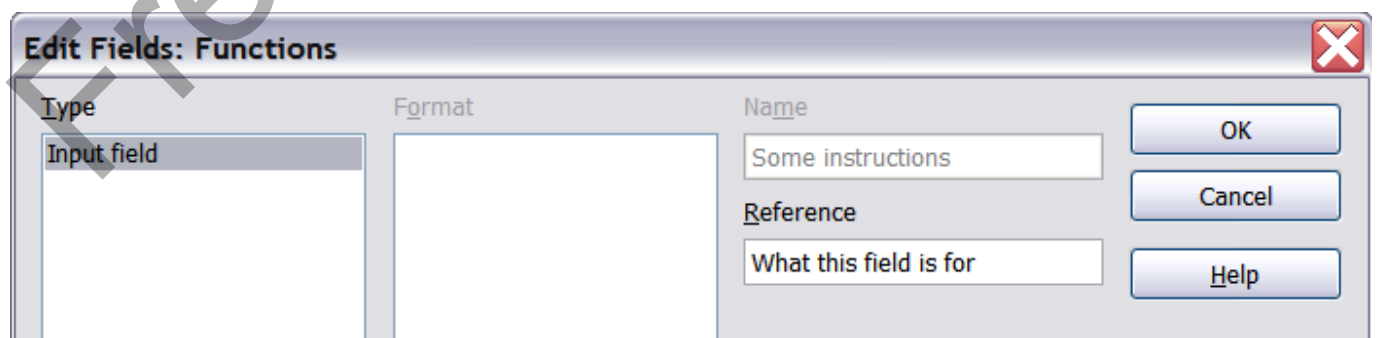 Edit Fields: Functions
Type
Format
Name
Input field
Some instructions
Reference
What this field is for
OK
Cancel
Help
Fre